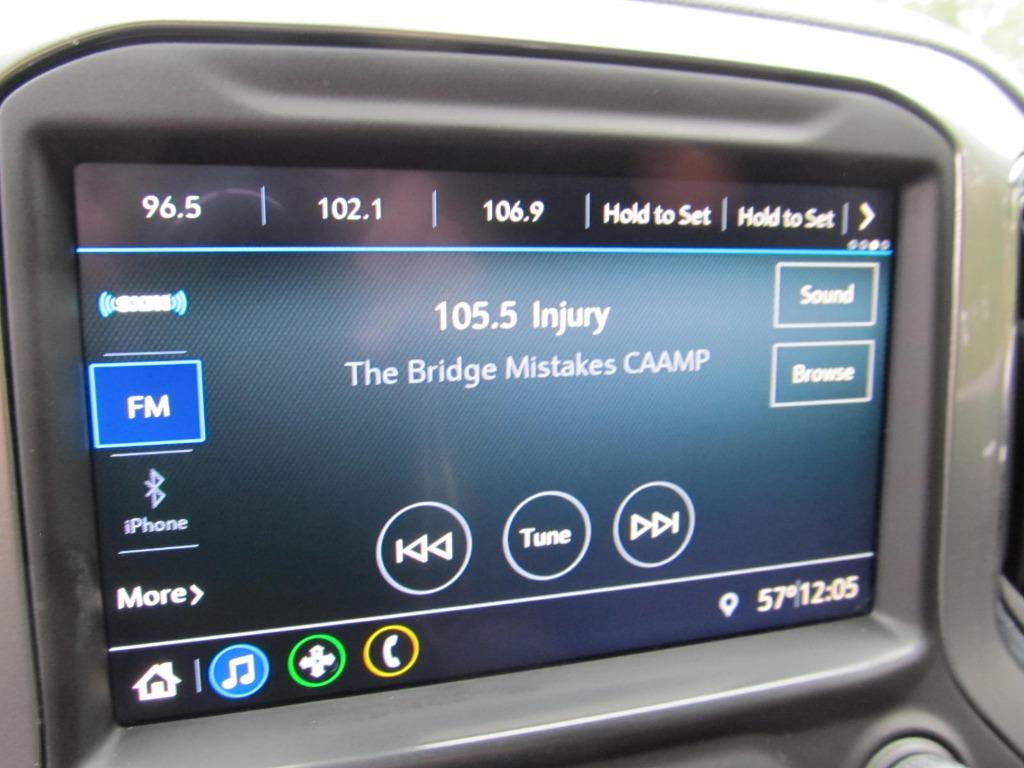 96.5 102.1 106.9 Hold to Set Hold to Set
Sound
105.5 Injury
The Bridge Mistakes CAAMP
Browse
FM
iPhone
Tune
More
57° 12:05